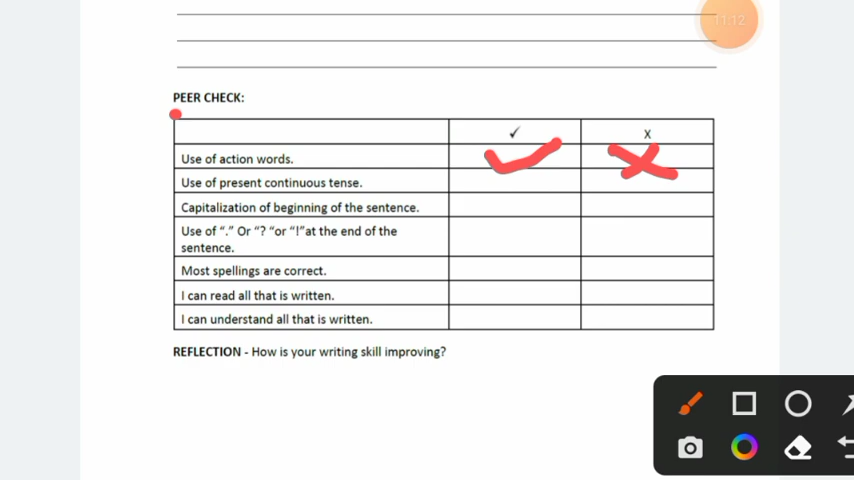 11:12
PEER CHECK:
✓ X
Use of action words.
Use of present continuous tense.
Capitalization of beginning of the sentence.
Use of “.” Or “? “or “!”at the end of the
sentence.
Most spellings are correct.
I can read all that is written.
I can understand all that is written.
REFLECTION - How is your writing skill improving?